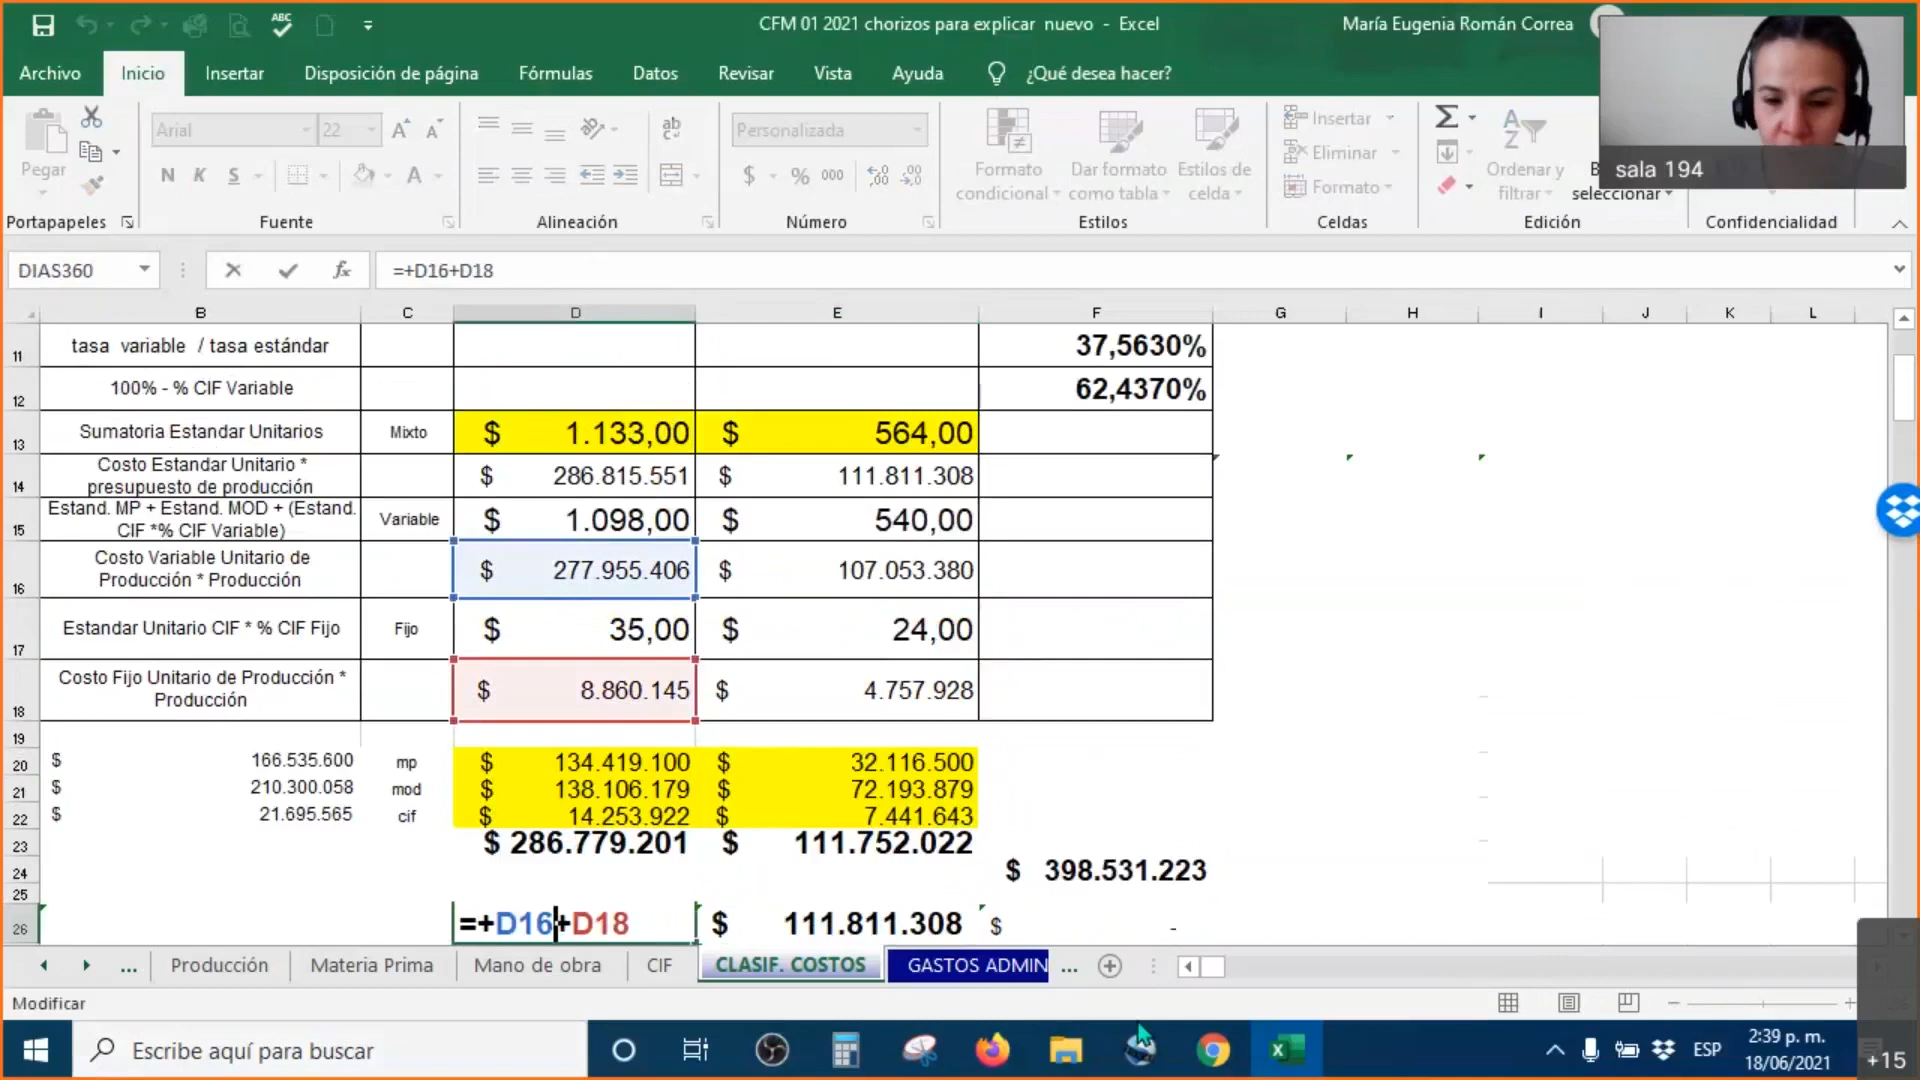 ABC
CFM 01 2021 chorizos para explicar nuevo - Excel
María Eugenia Román Correa
Archivo
Inicio
Insertar
Disposición de página
Fórmulas
Datos
Revisar
Vista
Ayuda
¿Qué desea hacer?
Pegar
Portapapeles
Arial
22
N K S
Fuente
ab
Alineación
Personalizada
$ % 000
Número
Formato
condicional
Dar formato
como tabla
Estilos de
celda
Estilos
Insertar
Eliminar
Formato
Celdas
Ordenar y
filtrar
seleccionar
Edición
Confidencialidad
sala 194
DIAS360
fx
=+D16+D18
B C D E F G H I J K L
11 tasa variable / tasa estándar 37,5630%
12 100% - % CIF Variable 62,4370%
13 Sumatoria Estandar Unitarios Mixto $ 1.133,00 $ 564,00
14 Costo Estandar Unitario *
presupuesto de producción $ 286.815.551 $ 111.811.308
15 Estand. MP + Estand. MOD + (Estand.
CIF *% CIF Variable) Variable $ 1.098,00 $ 540,00
16 Costo Variable Unitario de
Producción * Producción $ 277.955.406 $ 107.053.380
17 Estandar Unitario CIF * % CIF Fijo Fijo $ 35,00 $ 24,00
18 Costo Fijo Unitario de Producción *
Producción $ 8.860.145 $ 4.757.928
19
20 $ 166.535.600 mp $ 134.419.100 $ 32.116.500
21 $ 210.300.058 mod $ 138.106.179 $ 72.193.879
22 $ 21.695.565 cif $ 14.253.922 $ 7.441.643
23 $ 286.779.201 $ 111.752.022
24 $ 398.531.223
25
26 =+D16+D18 $ 111.811.308 $ -
... Producción Materia Prima Mano de obra CIF CLASIF. COSTOS GASTOS ADMIN ...
Modificar
Escribe aquí para buscar
ESP
2:39 p. m.
18/06/2021
+15